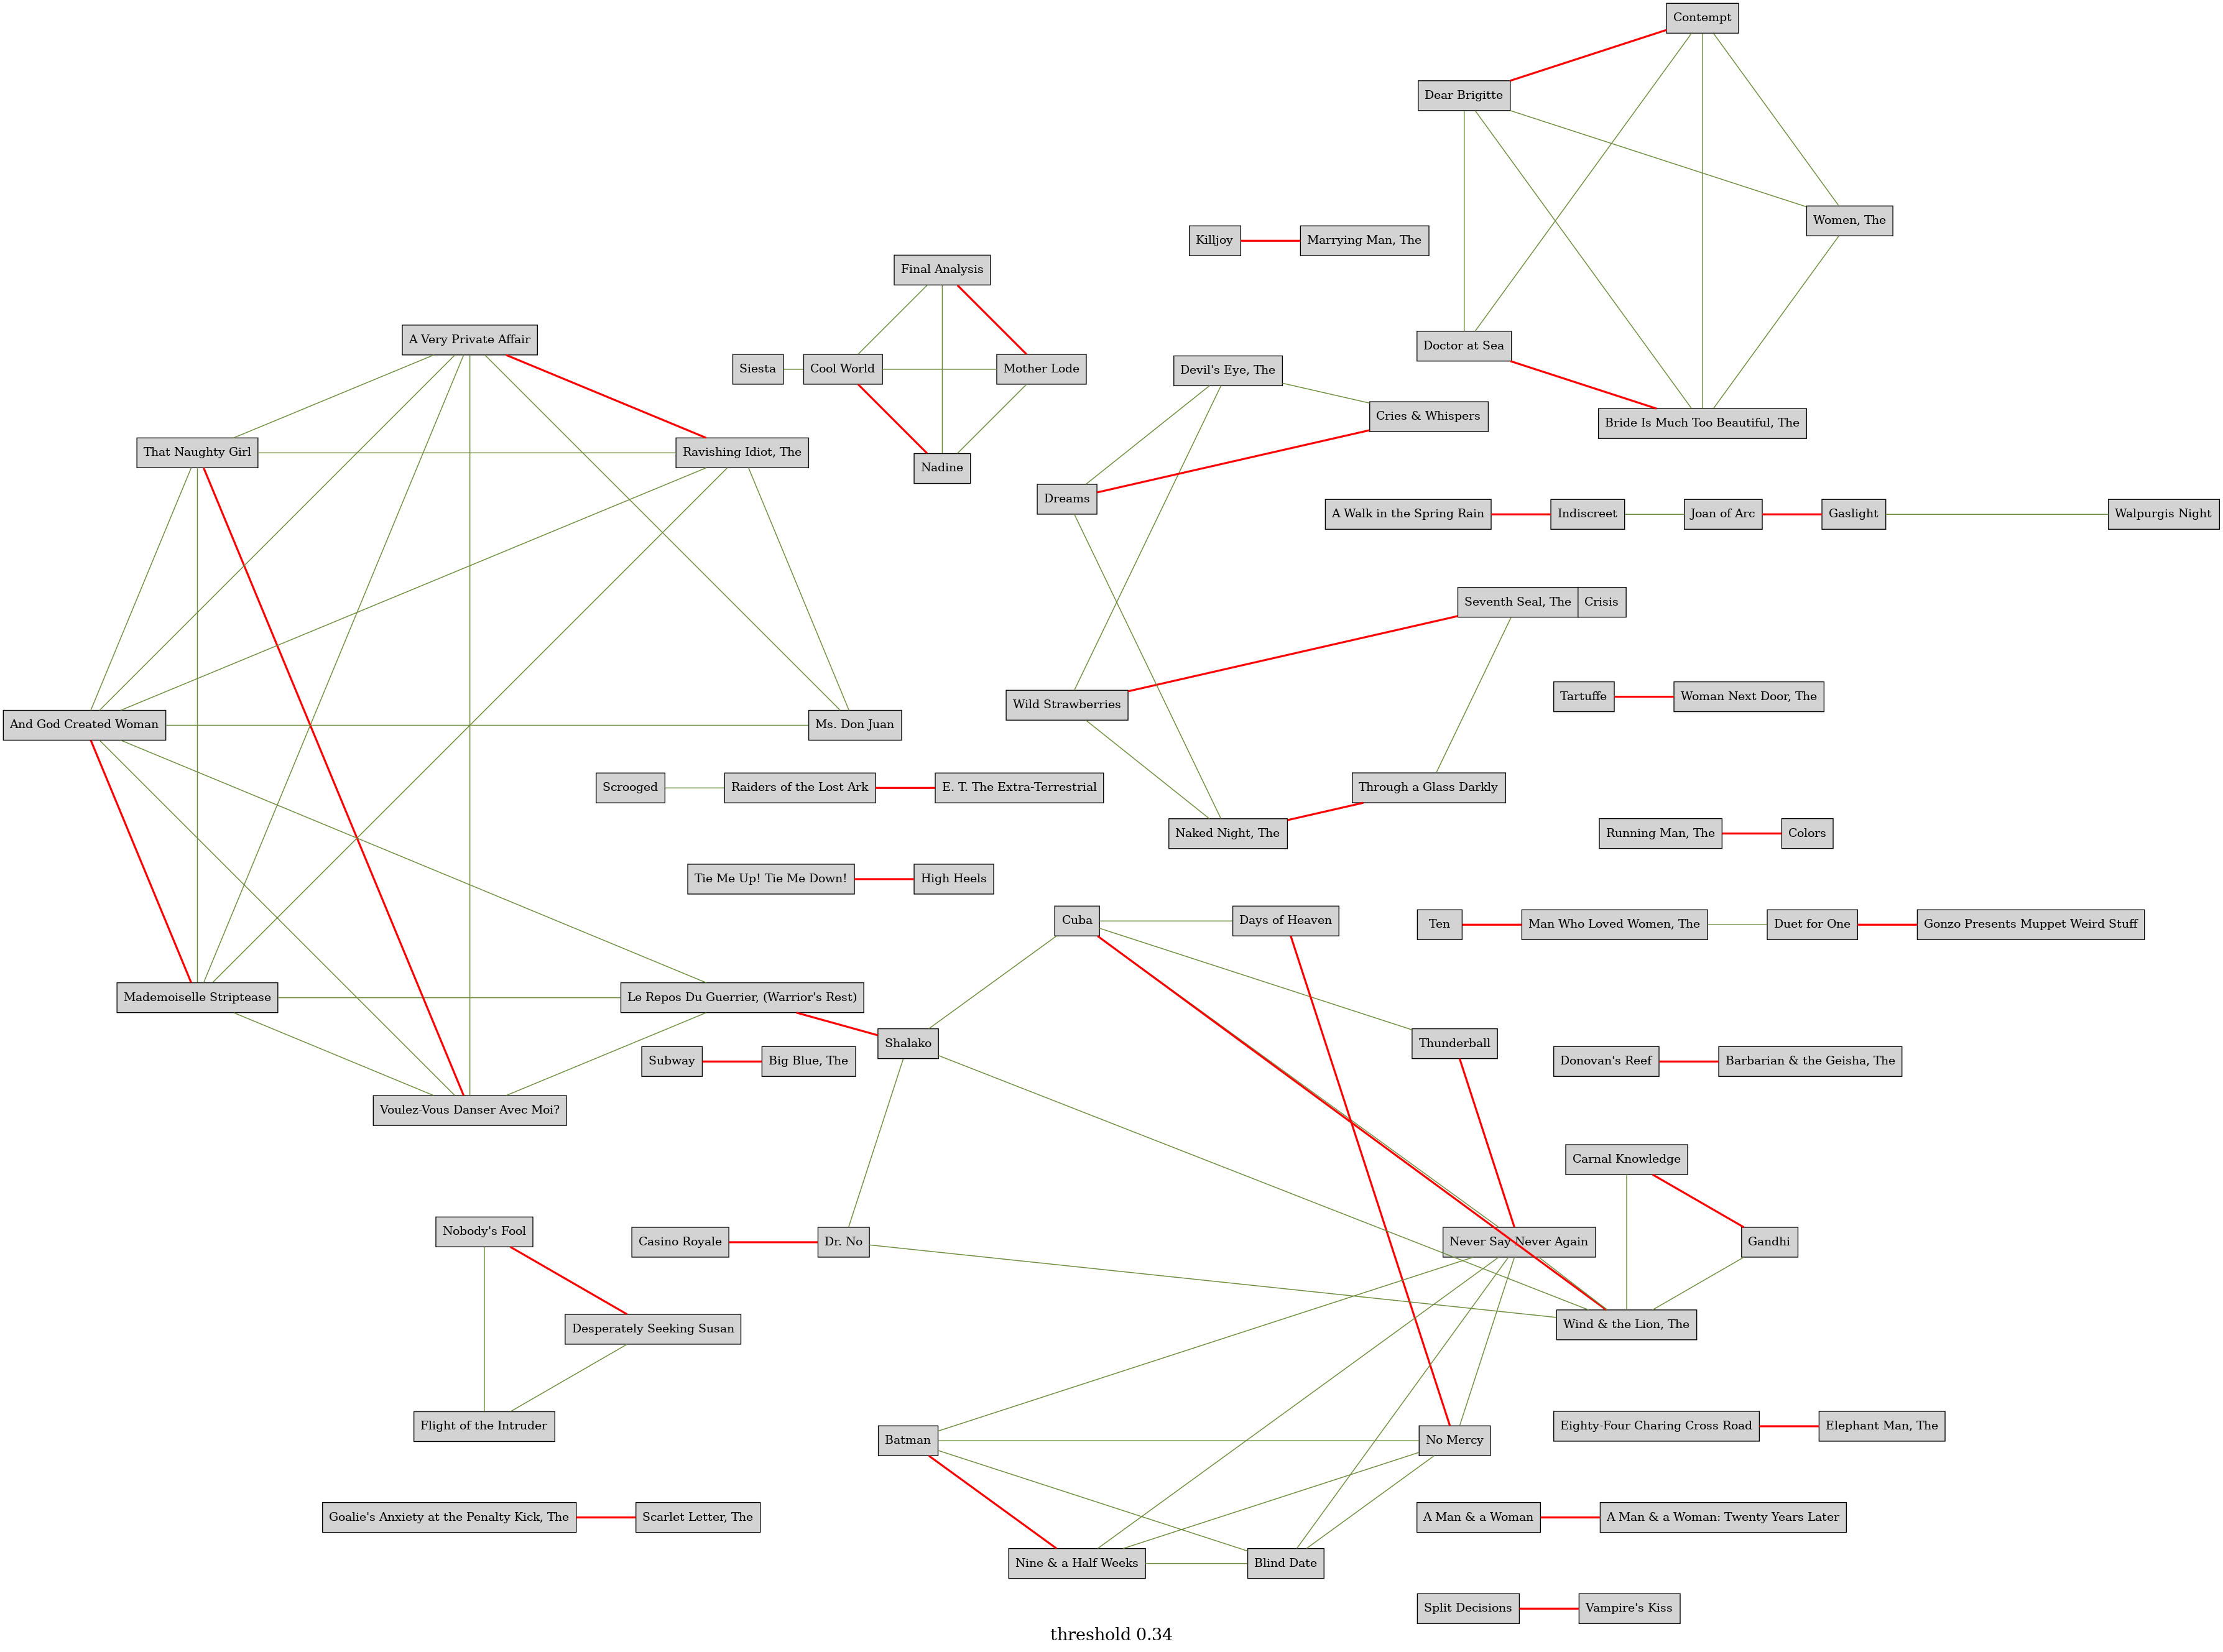 Contempt
Dear Brigitte
Women, The
Killjoy
Marrying Man, The
Final Analysis
A Very Private Affair
Doctor at Sea
Siesta
Cool World
Mother Lode
Devil's Eye, The
Cries & Whispers
Bride Is Much Too Beautiful, The
That Naughty Girl
Ravishing Idiot, The
Nadine
Dreams
A Walk in the Spring Rain
Indiscreet
Joan of Arc
Gaslight
Walpurgis Night
Seventh Seal, The
Crisis
Wild Strawberries
Tartuffe
Woman Next Door, The
And God Created Woman
Ms. Don Juan
Scrooged
Raiders of the Lost Ark
E. T. The Extra-Terrestrial
Through a Glass Darkly
Naked Night, The
Running Man, The
Colors
Tie Me Up! Tie Me Down!
High Heels
Cuba
Days of Heaven
Ten
Man Who Loved Women, The
Duet for One
Gonzo Presents Muppet Weird Stuff
Mademoiselle Striptease
Le Repos Du Guerrier, (Warrior's Rest)
Shalako
Thunderball
Subway
Big Blue, The
Donovan's Reef
Barbarian & the Geisha, The
Voulez-Vous Danser Avec Moi?
Carnal Knowledge
Nobody's Fool
Casino Royale
Dr. No
Never Say Never Again
Gandhi
Desperately Seeking Susan
Wind & the Lion, The
Flight of the Intruder
Batman
No Mercy
Eighty-Four Charing Cross Road
Elephant Man, The
Goalie's Anxiety at the Penalty Kick, The
Scarlet Letter, The
A Man & a Woman
A Man & a Woman: Twenty Years Later
Nine & a Half Weeks
Blind Date
Split Decisions
Vampire's Kiss
threshold 0.34